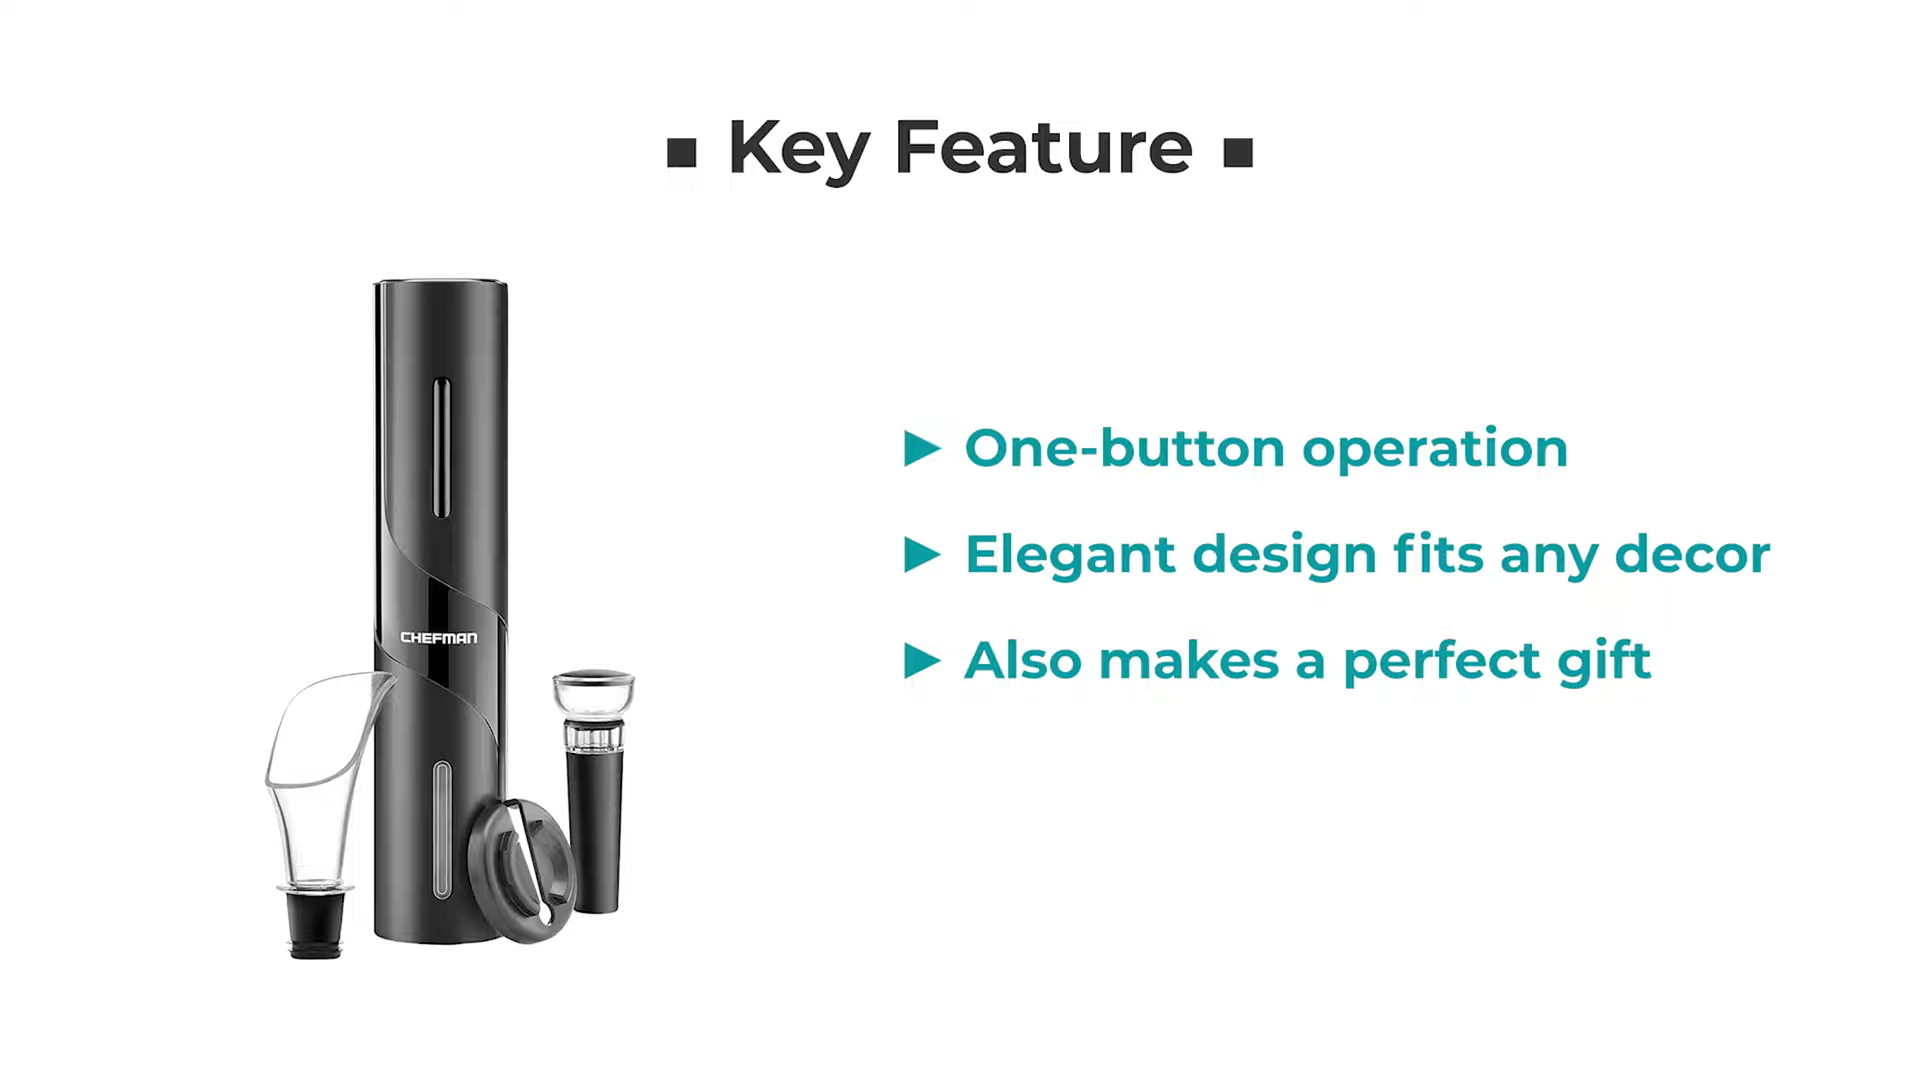 Key Feature
CHEFMAN
One-button operation
Elegant design fits any decor
Also makes a perfect gift